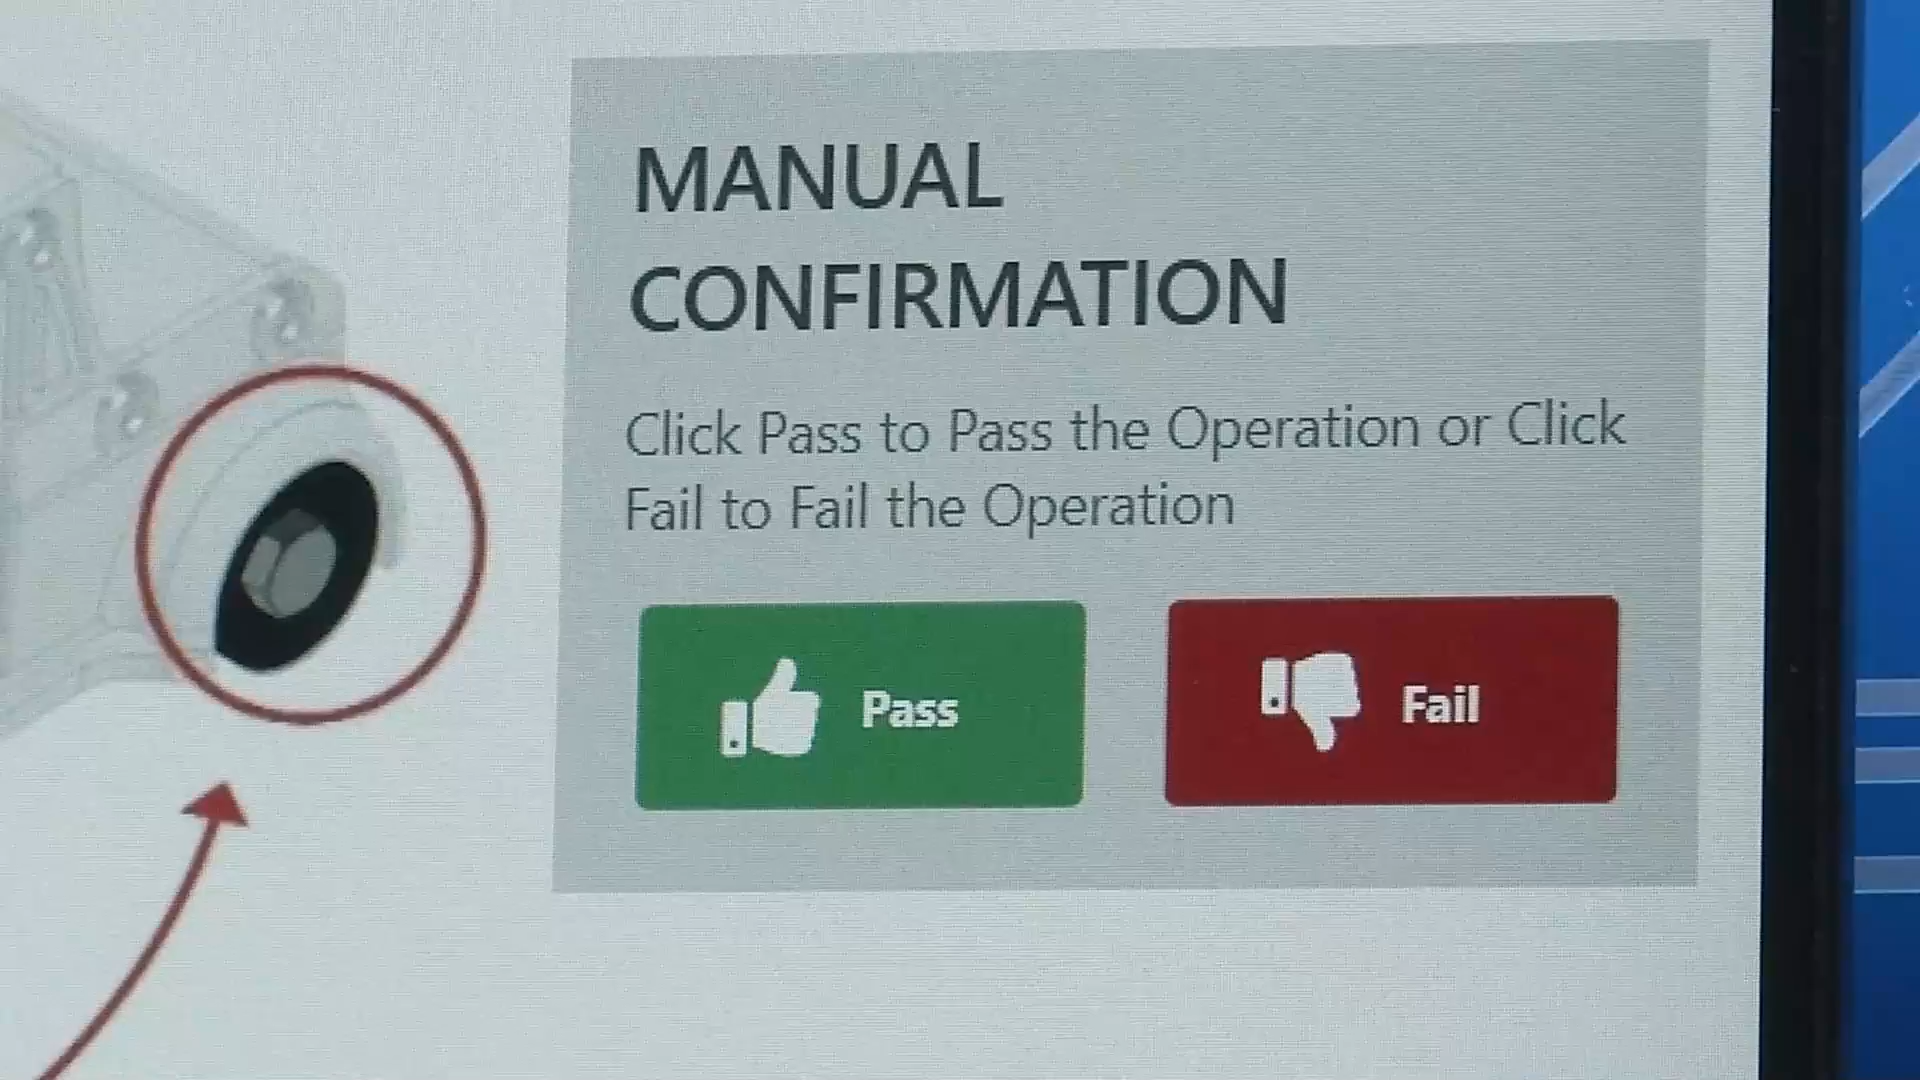 MANUAL
CONFIRMATION
Click Pass to Pass the Operation or Click
Fail to Fail the Operation
Pass
Fail